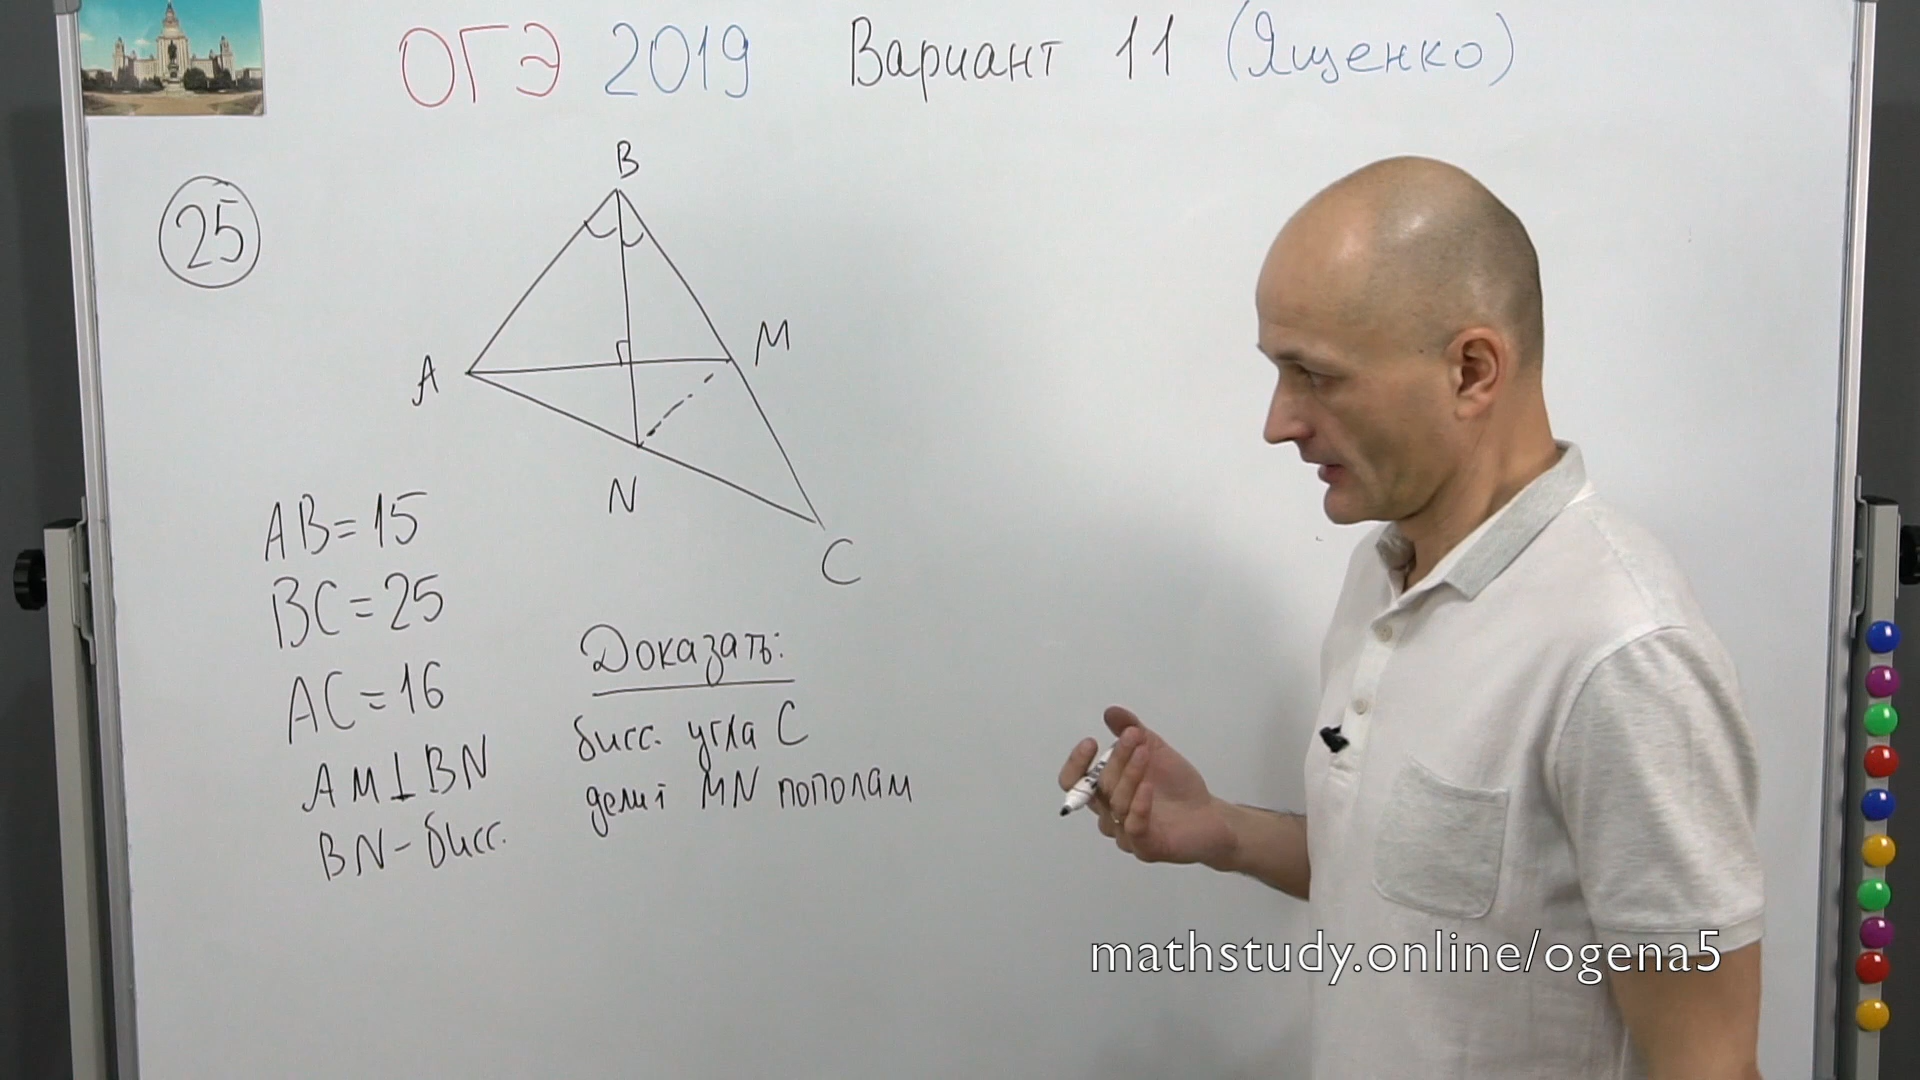 ОГЭ 2019 Вариант 11 (Ященко)
25
B
A
M
N
C
AB=15
BC=25
AC=16
AM⊥BN
BN-бисс.
Доказать:
бисс. угла C
делит MN пополам
mathstudy.online/ogena5